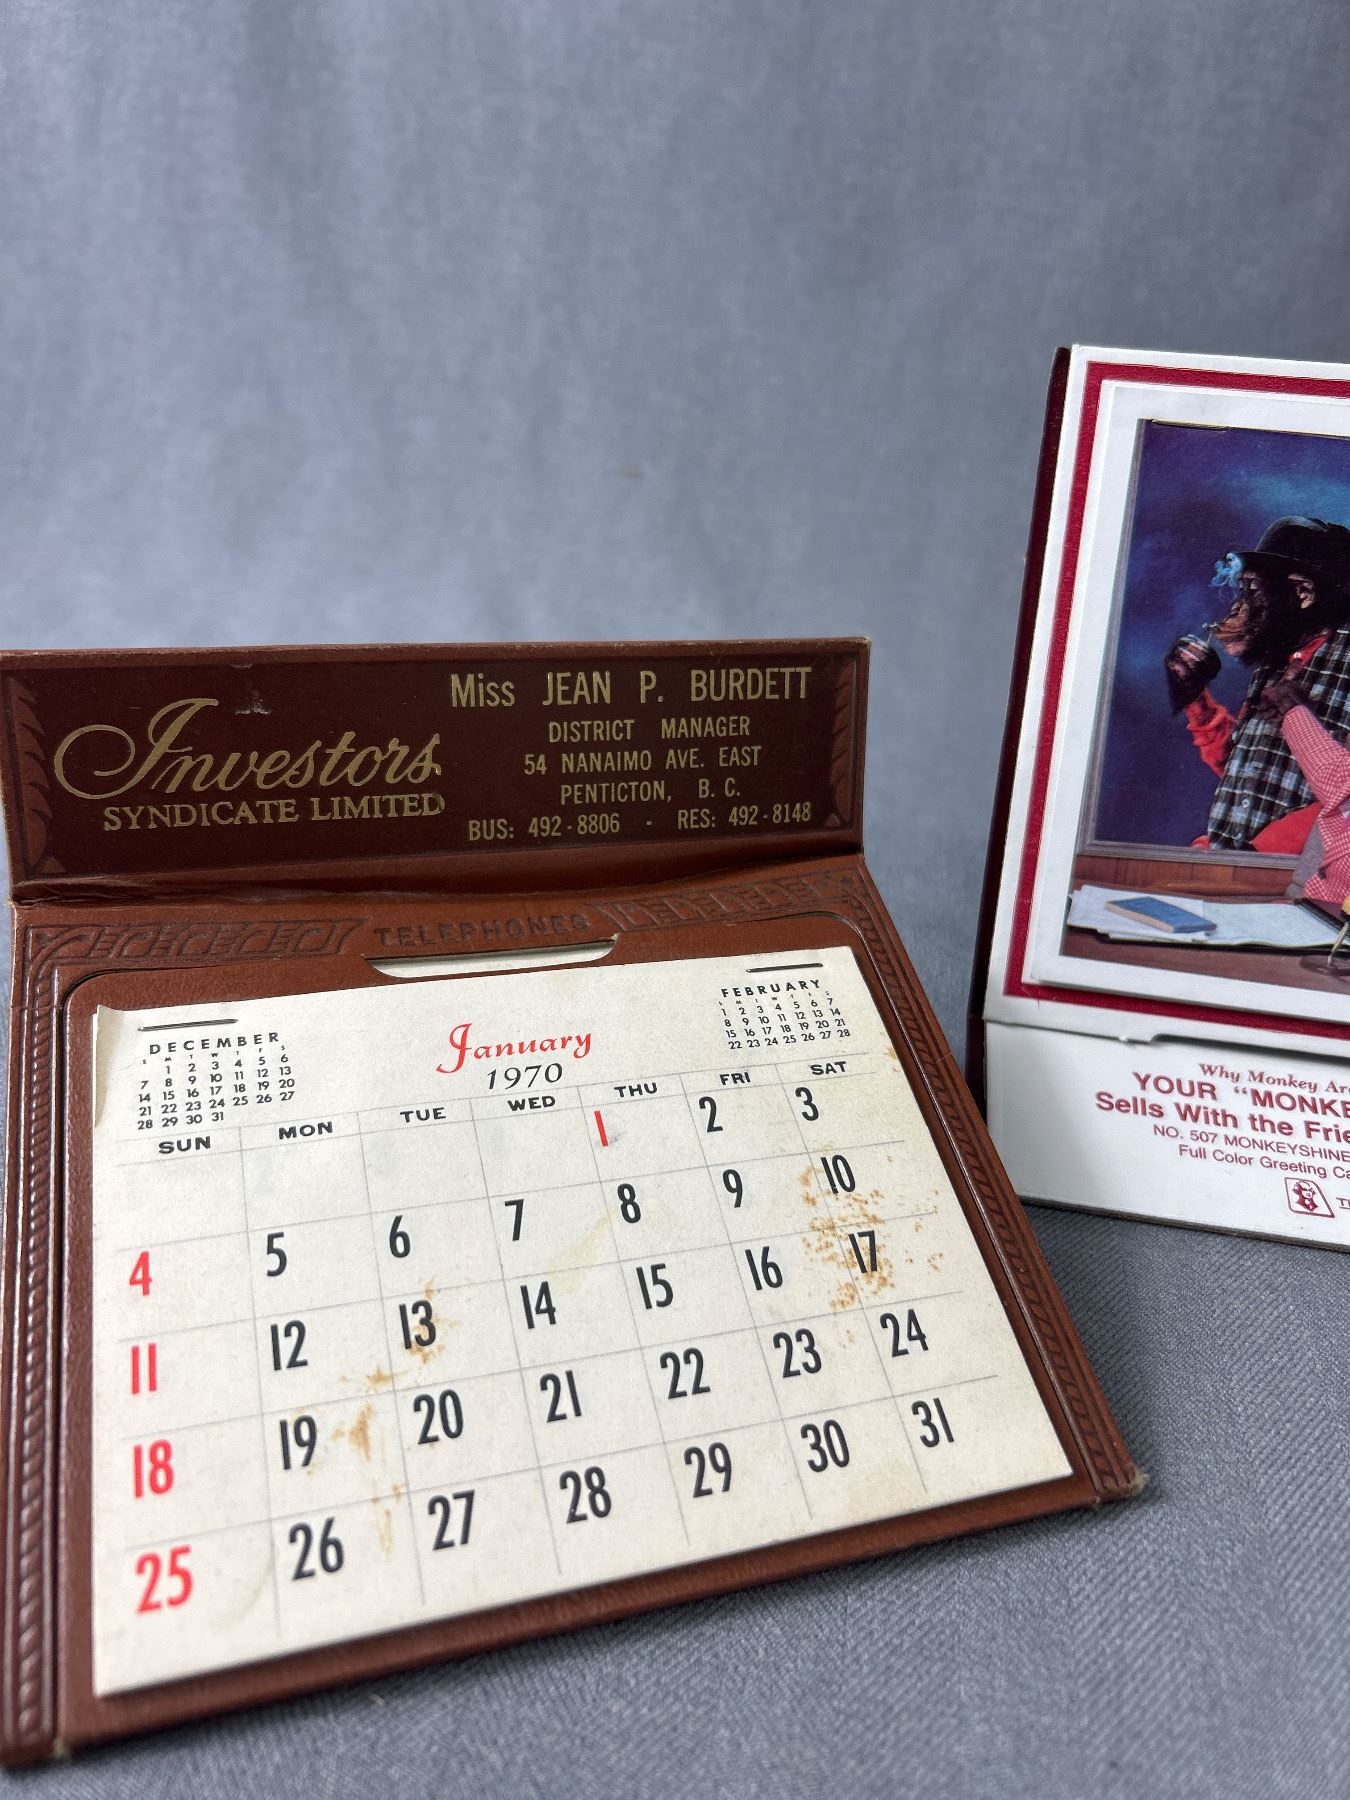 Investors
SYNDICATE LIMITED
Miss JEAN P. BURDETT
DISTRICT MANAGER
54 NANAIMO AVE. EAST
PENTICTON, B. C.
BUS: 492-8806 - RES: 492-8148
TELEPHONES
DECEMBER
S M T W T F S
1 2 3 4 5 6
7 8 9 10 11 12 13
14 15 16 17 18 19 20
21 22 23 24 25 26 27
28 29 30 31
January
1970
FEBRUARY
S M T W T F S
1 2 3 4 5 6 7
8 9 10 11 12 13 14
15 16 17 18 19 20 21
22 23 24 25 26 27 28
SUN MON TUE WED THU FRI SAT
1 2 3
4 5 6 7 8 9 10
11 12 13 14 15 16 17
18 19 20 21 22 23 24
25 26 27 28 29 30 31
Why Monkey
YOUR "MONKE
Sells With the
NO. 507 MONKEYSHINE
Full Color Greeting